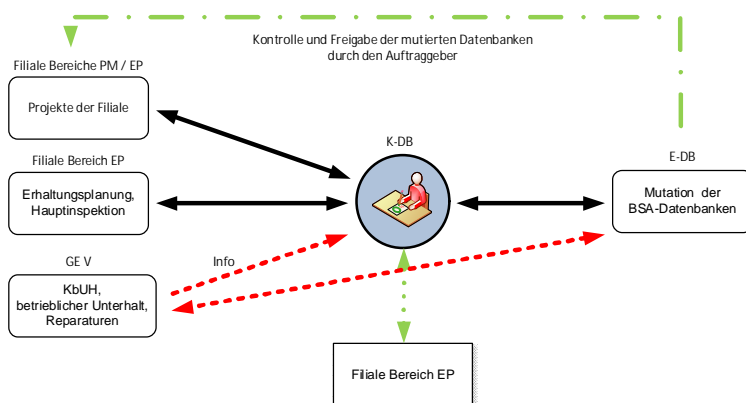 Kontrolle und Freigabe der mutierten Datenbanken
durch den Auftraggeber
Filiale Bereiche PM / EP
Projekte der Filiale
K-DB
Filiale Bereich EP
Erhaltungsplanung,
Hauptinspektion
E-DB
Mutation der
BSA-Datenbanken
GE V
Info
KbUH,
betrieblicher Unterhalt,
Reparaturen
Filiale Bereich EP